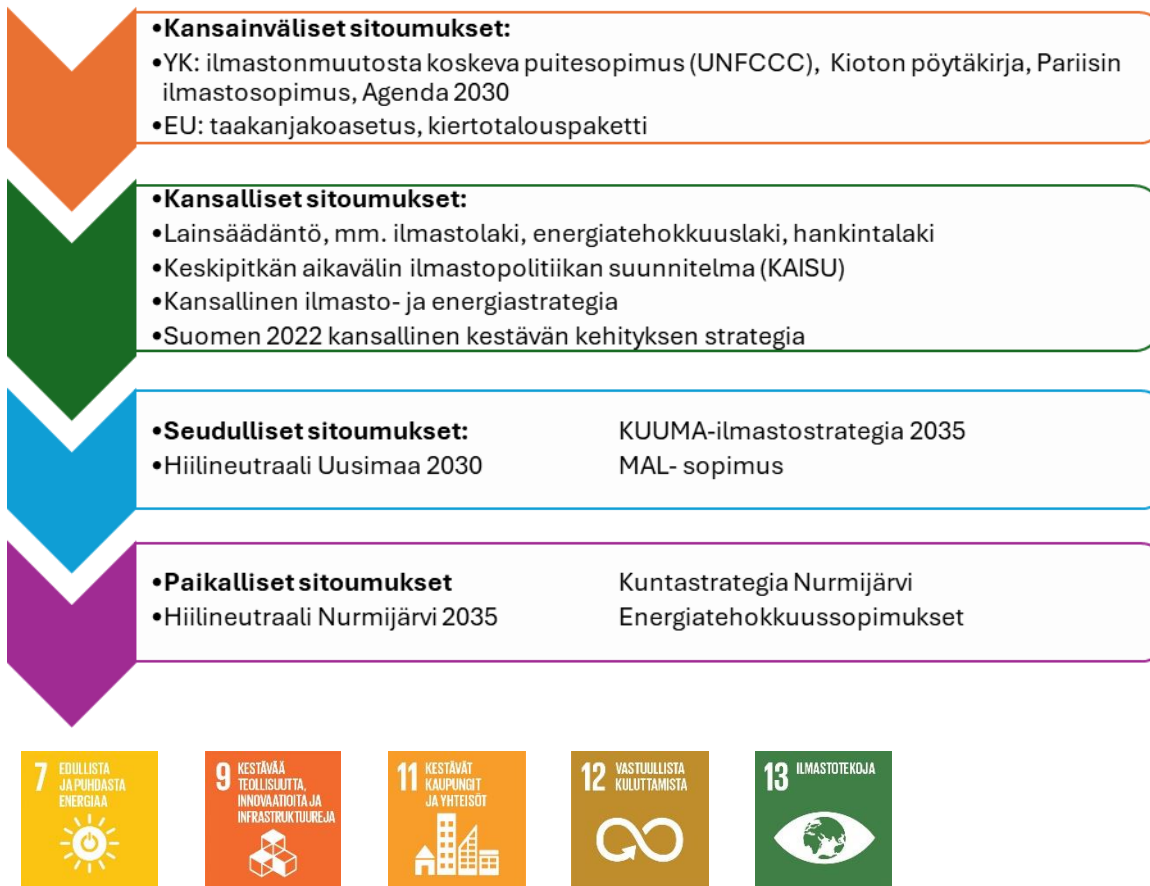 •Kansainväliset sitoumukset:
•YK: ilmastonmuutosta koskeva puitesopimus (UNFCCC), Kioton pöytäkirja, Pariisin
ilmastosopimus, Agenda 2030
•EU: taakanjakoasetus, kiertotalouspaketti
•Kansalliset sitoumukset:
•Lainsäädäntö, mm. ilmastolaki, energiatehokkuuslaki, hankintalaki
•Keskipitkän aikavälin ilmastopolitiikan suunnitelma (KAISU)
•Kansallinen ilmasto- ja energiastrategia
•Suomen 2022 kansallinen kestävän kehityksen strategia
•Seudulliset sitoumukset: KUUMA-ilmastostrategia 2035
•Hiilineutraali Uusimaa 2030 MAL- sopimus
•Paikalliset sitoumukset Kuntastrategia Nurmijärvi
•Hiilineutraali Nurmijärvi 2035 Energiatehokkuussopimukset
7 EDULLISTA
JA PUHDASTA
ENERGIAA
9 KESTÄVÄÄ
TEOLLISUUTTA,
INNOVAATIOITA JA
INFRASTRUKTUUREJA
11 KESTÄVÄT
KAUPUNGIT
JA YHTEISÖT
12 VASTUULLISTA
KULUTTAMISTA
13 ILMASTOTEKOJA